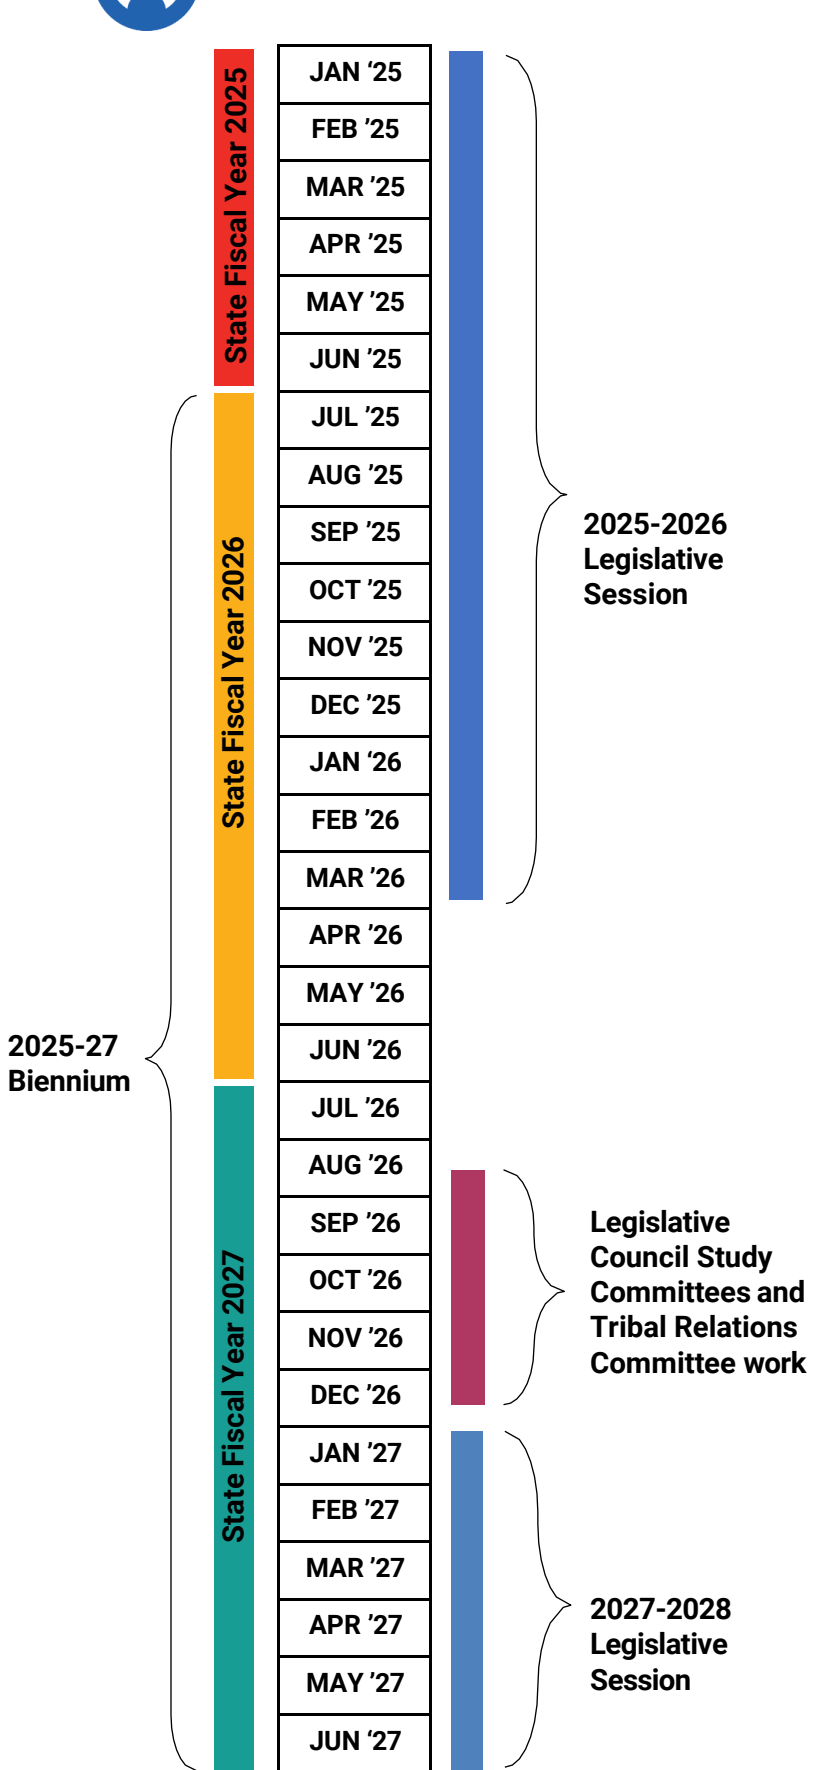 State Fiscal Year 2025
State Fiscal Year 2026
State Fiscal Year 2027
2025-27
Biennium
JAN ‘25
FEB ’25
MAR ’25
APR ’25
MAY ’25
JUN ’25
JUL ’25
AUG ’25
SEP ’25
OCT ’25
NOV ’25
DEC ’25
JAN ‘26
FEB ’26
MAR ’26
APR ’26
MAY ’26
JUN ’26
JUL ’26
AUG ’26
SEP ’26
OCT ’26
NOV ’26
DEC ’26
JAN ’27
FEB ’27
MAR ’27
APR ’27
MAY ’27
JUN ‘27
2025-2026
Legislative
Session
Legislative
Council Study
Committees and
Tribal Relations
Committee work
2027-2028
Legislative
Session